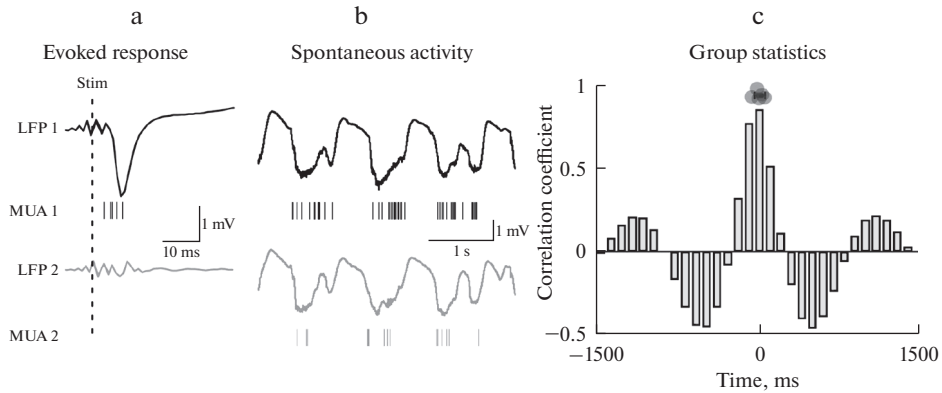 a
Evoked response
Stim
LFP 1
MUA 1
1 mV
10 ms
LFP 2
MUA 2
b
Spontaneous activity
1 mV
1 s
c
Group statistics
Correlation coefficient
1
0.5
0
−0.5
−1500
0
1500
Time, ms